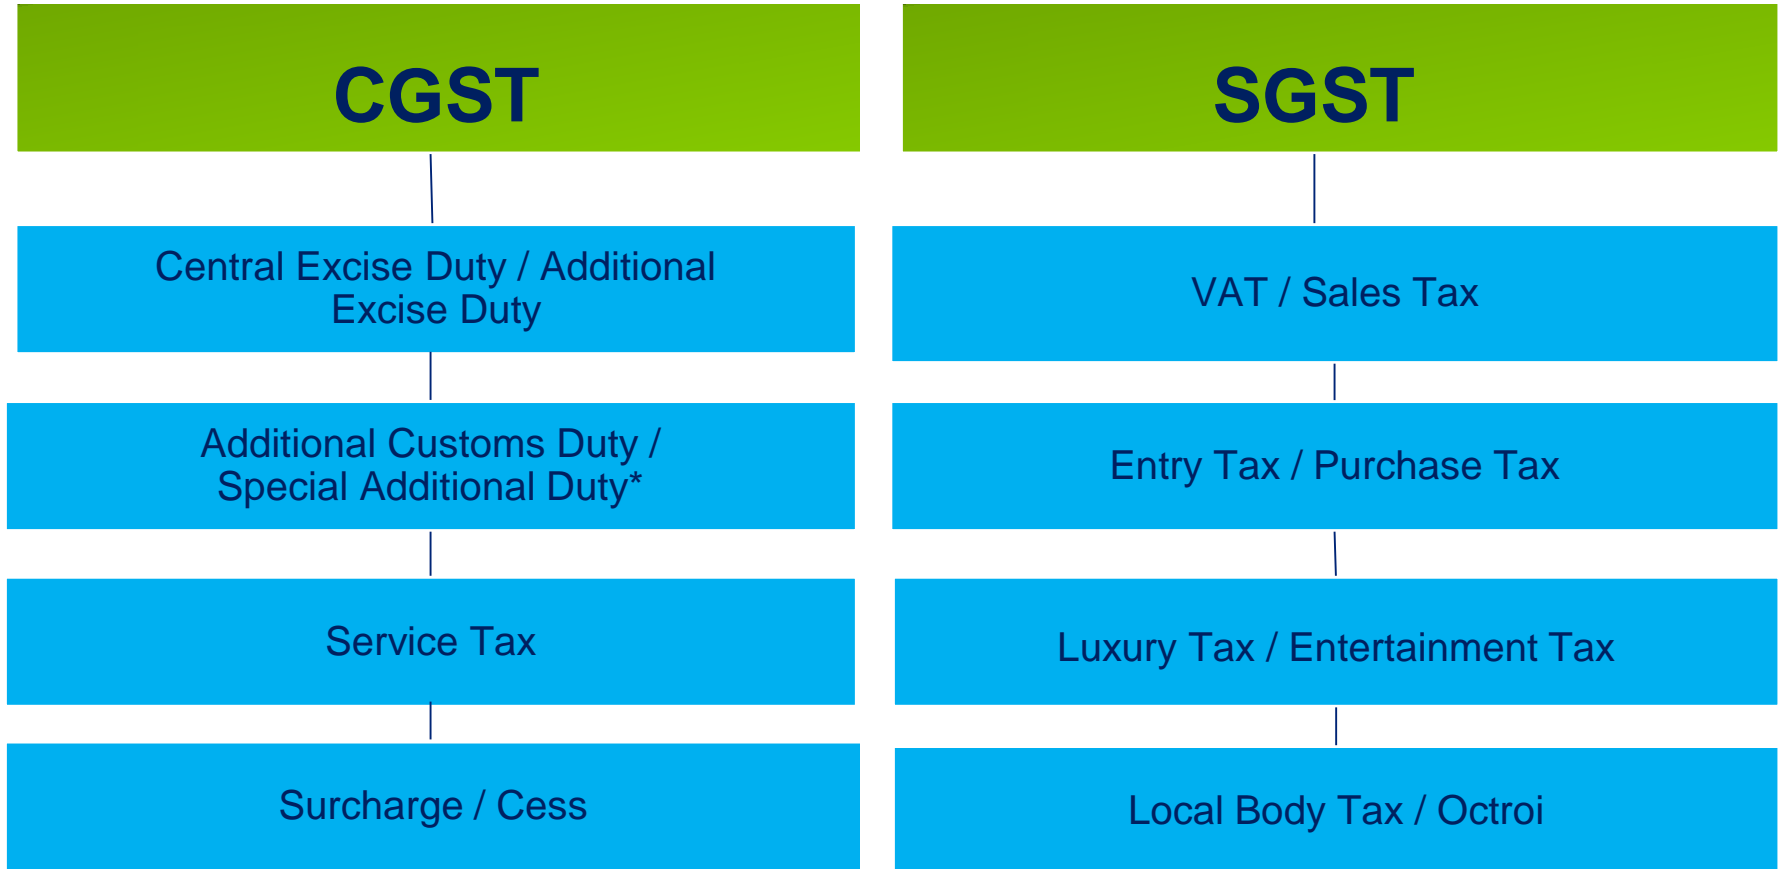 CGST
Central Excise Duty / Additional
Excise Duty
Additional Customs Duty /
Special Additional Duty*
Service Tax
Surcharge / Cess
SGST
VAT / Sales Tax
Entry Tax / Purchase Tax
Luxury Tax / Entertainment Tax
Local Body Tax / Octroi